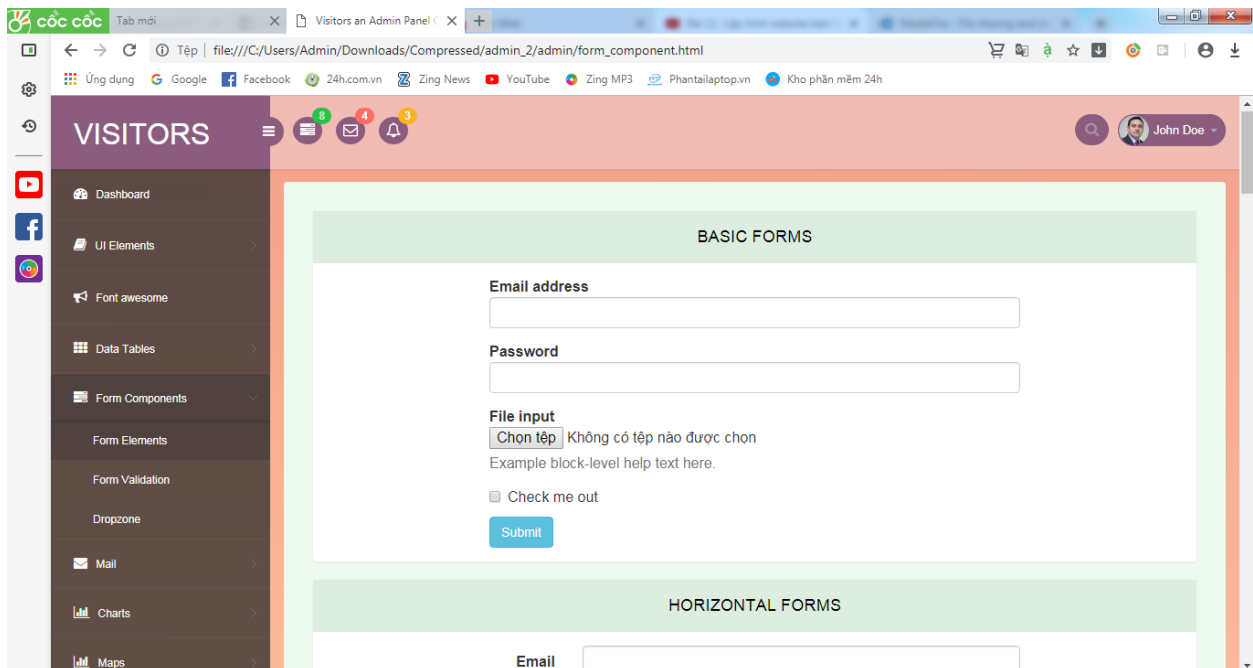 cốc cốc Tab mới Visitors an Admin Panel C
Tệp file:///C:/Users/Admin/Downloads/Compressed/admin_2/admin/form_component.html
Ứng dụng Google Facebook 24h.com.vn Zing News YouTube Zing MP3 Phantailaptop.vn Kho phần mềm 24h
VISITORS
8 4 3
John Doe
Dashboard
UI Elements
Font awesome
Data Tables
Form Components
Form Elements
Form Validation
Dropzone
Mail
Charts
Maps
BASIC FORMS
Email address
Password
File input
Chọn tệp Không có tệp nào được chọn
Example block-level help text here.
Check me out
Submit
HORIZONTAL FORMS
Email